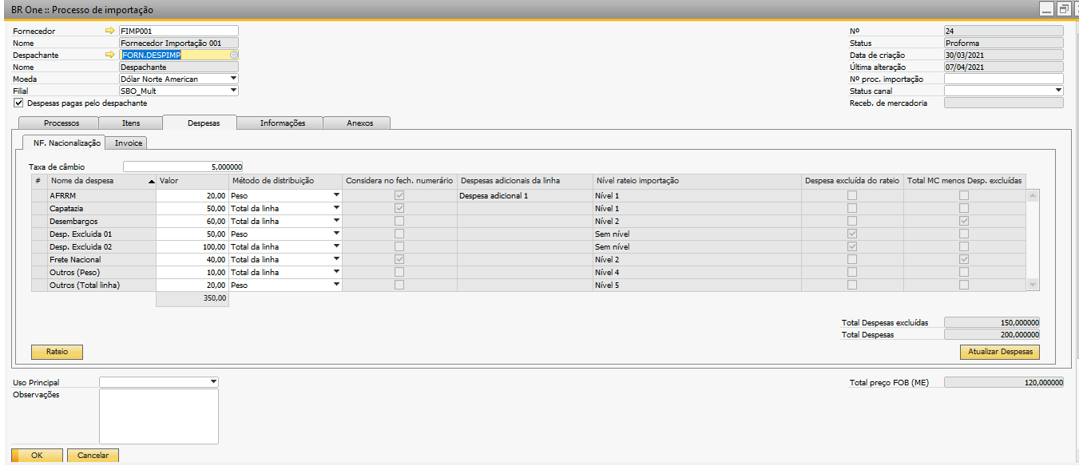 BR One :: Processo de importação
Fornecedor FIMP001
Nome Fornecedor Importação 001
Despachante FORN.DESPIMP
Nome Despachante
Moeda Dólar Norte American
Filial SBO_Mult
Despesas pagas pelo despachante
Nº 24
Status Proforma
Data de criação 30/03/2021
Última alteração 07/04/2021
Nº proc. importação
Status canal
Receb. de mercadoria
Processos Itens Despesas Informações Anexos
NF. Nacionalização Invoice
Taxa de câmbio 5,000000
# Nome da despesa Valor Método de distribuição Considera no fech. numerário Despesas adicionais da linha Nível rateio importação Despesa excluída do rateio Total MC menos Desp. excluídas
AFRRM 20,00 Peso Despesa adicional 1 Nível 1
Capatazia 50,00 Total da linha Nível 1
Desembargos 60,00 Total da linha Nível 2
Desp. Excluida 01 50,00 Peso Sem nível
Desp. Excluida 02 100,00 Total da linha Sem nível
Frete Nacional 40,00 Total da linha Nível 2
Outros (Peso) 10,00 Total da linha Nível 4
Outros (Total linha) 20,00 Peso Nível 5
350,00
Total Despesas excluídas 150,000000
Total Despesas 200,000000
Rateio Atualizar Despesas
Uso Principal
Observações
Total preço FOB (ME) 120,000000
OK Cancelar